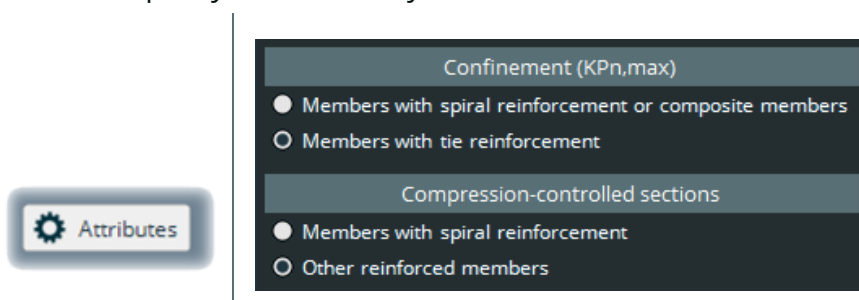 Confinement (KPn,max)
Members with spiral reinforcement or composite members
Members with tie reinforcement
Compression-controlled sections
Attributes
Members with spiral reinforcement
Other reinforced members